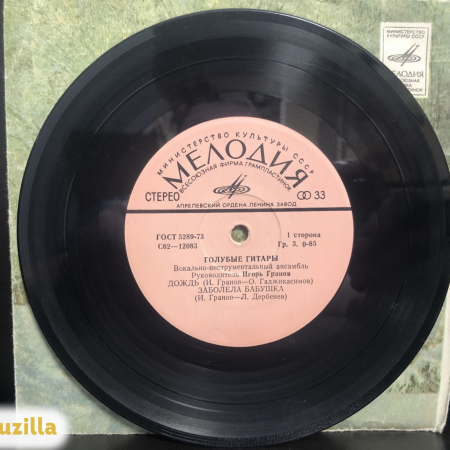 МИНИСТЕРСТВО КУЛЬТУРЫ СССР
МЕЛОДИЯ
ВСЕСОЮЗНАЯ ФИРМА ГРАМПЛАСТИНОК
СТЕРЕО
33
АПРЕЛЕВСКИЙ ОРДЕНА ЛЕНИНА ЗАВОД
ГОСТ 5289-73
1 сторона
С62—12083
Гр. 3. 0-85
ГОЛУБЫЕ ГИТАРЫ
Вокально-инструментальный ансамбль
Руководитель Игорь Гранов
ДОЖДЬ (И. Гранов—О. Гаджикасимов)
ЗАБОЛЕЛА БАБУШКА
(И. Гранов—Л. Дербенев)
МИНИСТЕРСТВО
КУЛЬТУРЫ СССР
uzilla